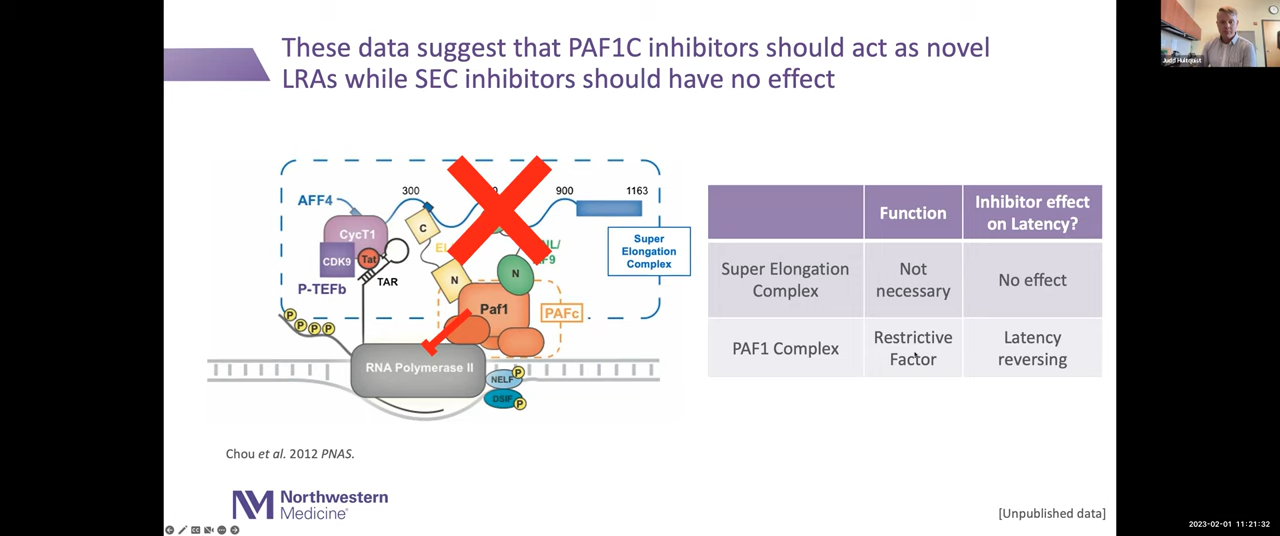 These data suggest that PAF1C inhibitors should act as novel
LRAs while SEC inhibitors should have no effect
Judd Hultquist
300
900
1163
AFF4
C
CycT1
CDK9
Tat
TAR
P-TEFb
N
N
Super
Elongation
Complex
Paf1
PAFc
P P P P
RNA Polymerase II
NELF
P
DSIF
P
Function
Inhibitor effect
on Latency?
Super Elongation
Complex
Not
necessary
No effect
PAF1 Complex
Restrictive
Factor
Latency
reversing
Chou et al. 2012 PNAS.
NM Northwestern
Medicine®
[Unpublished data]
2023-02-01 11:21:32